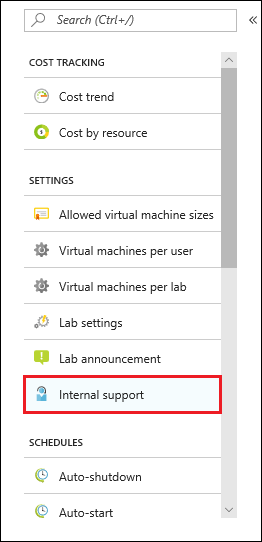 Search (Ctrl+/)
«
COST TRACKING
Cost trend
Cost by resource
SETTINGS
Allowed virtual machine sizes
Virtual machines per user
Virtual machines per lab
Lab settings
Lab announcement
Internal support
SCHEDULES
Auto-shutdown
Auto-start